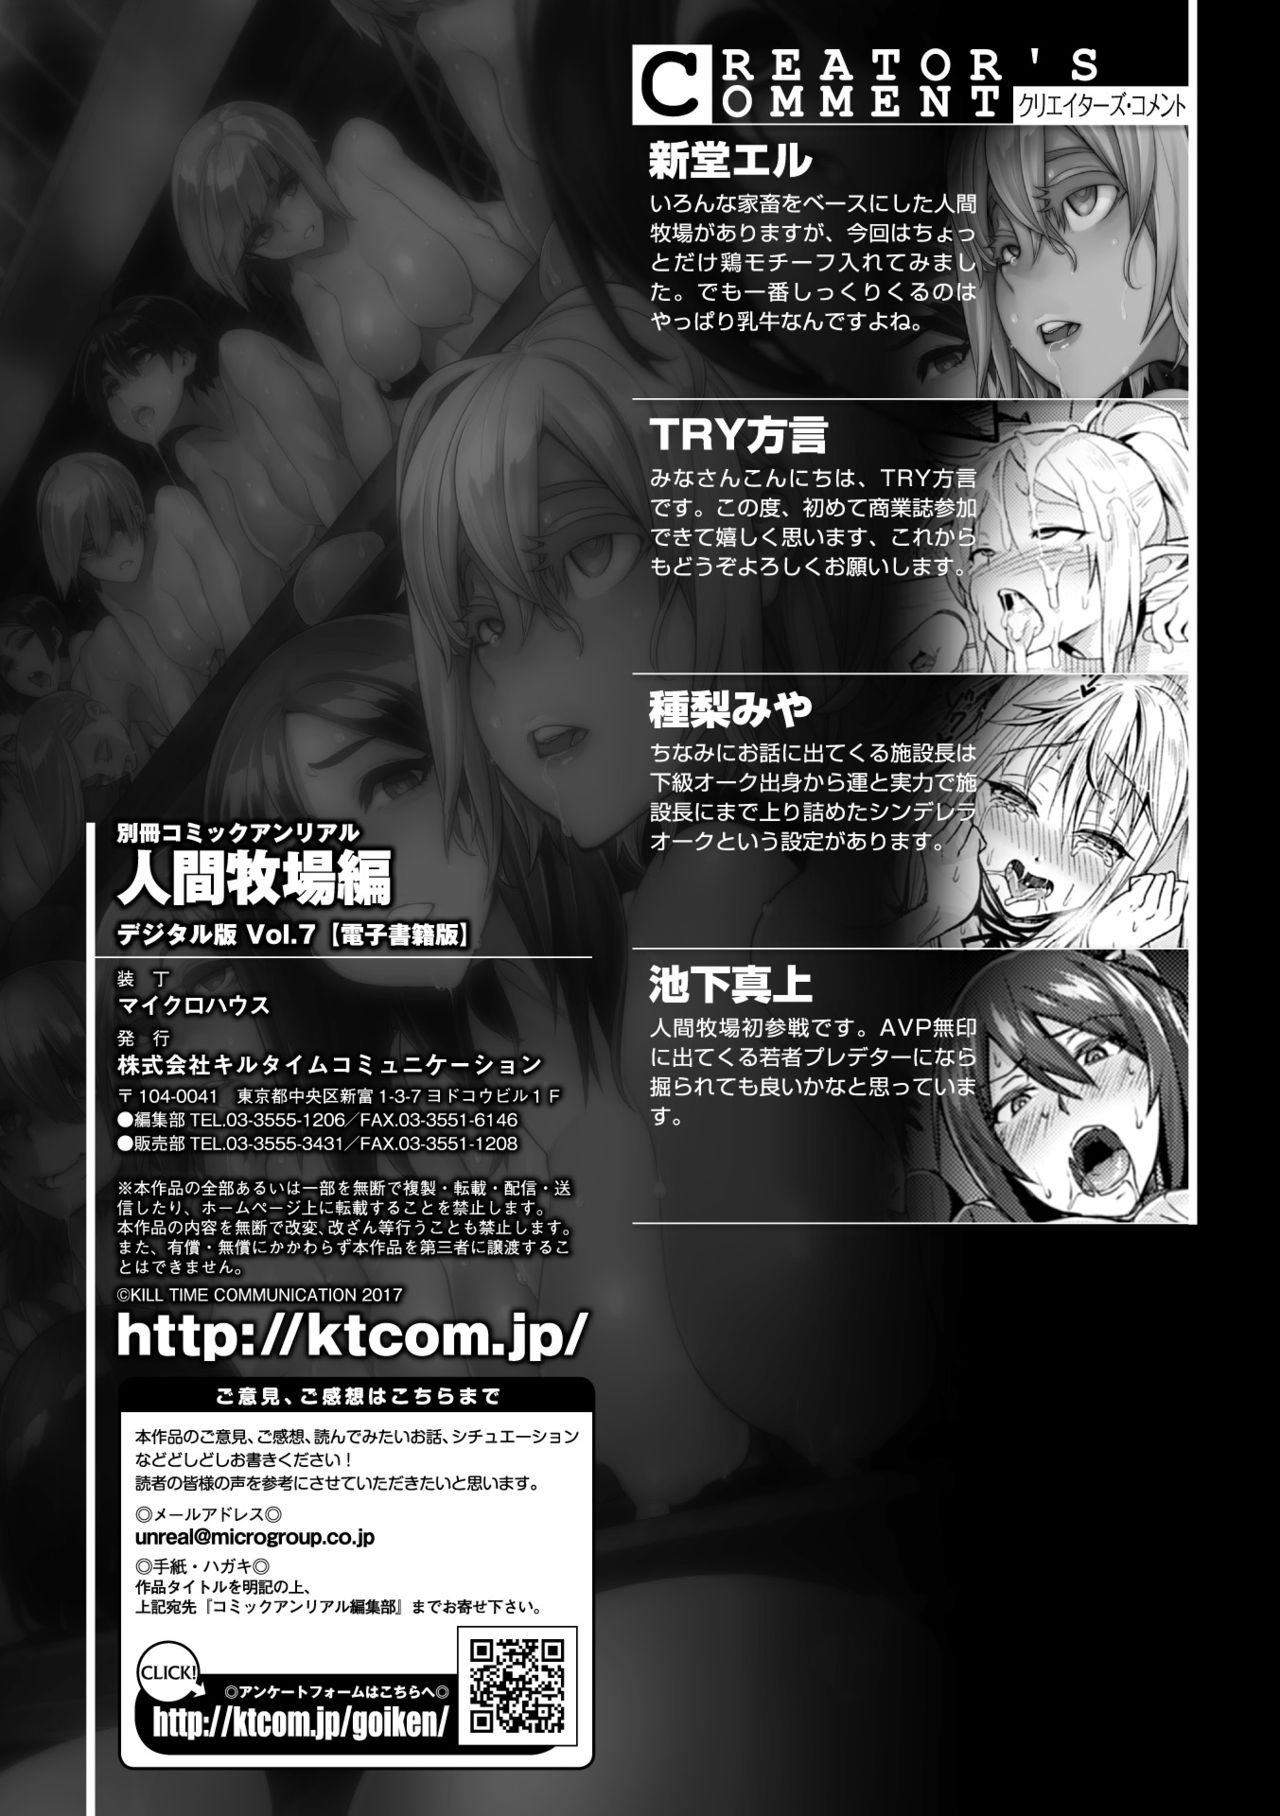 CREATOR'S
COMMENT クリエイターズ・コメント
新堂エル
いろんな家畜をベースにした人間
牧場がありますが、今回はちょっ
とだけ鶏モチーフ入れてみまし
た。でも一番しっくりくるのは
やっぱり乳牛なんですよね。
TRY方言
みなさんこんにちは、TRY方言
です。この度、初めて商業誌参加
できて嬉しく思います、これから
もどうぞよろしくお願いします。
種梨みや
ちなみにお話に出てくる施設長は
下級オーク出身から運と実力で施
設長にまで上り詰めたシンデレラ
オークという設定があります。
池下真上
人間牧場初参戦です。AVP無印
に出てくる若者プレデターになら
掘られても良いかなと思っていま
す。
別冊コミックアンリアル
人間牧場編
デジタル版 Vol.7【電子書籍版】
装　丁
マイクロハウス
発　行
株式会社キルタイムコミュニケーション
〒104-0041　東京都中央区新富1-3-7 ヨドコウビル1F
●編集部 TEL.03-3555-1206／FAX.03-3551-6146
●販売部 TEL.03-3555-3431／FAX.03-3551-1208
※本作品の全部あるいは一部を無断で複製・転載・配信・送
信したり、ホームページ上に転載することを禁止します。
本作品の内容を無断で改変、改ざん等行うことも禁止します。
また、有償・無償にかかわらず本作品を第三者に譲渡するこ
とはできません。
©KILL TIME COMMUNICATION 2017
http://ktcom.jp/
ご意見、ご感想はこちらまで
本作品のご意見、ご感想、読んでみたいお話、シチュエーション
などどしどしお書きください！
読者の皆様の声を参考にさせていただきたいと思います。
◎メールアドレス◎
unreal@microgroup.co.jp
◎手紙・ハガキ◎
作品タイトルを明記の上、
上記宛先『コミックアンリアル編集部』までお寄せ下さい。
CLICK!
◎アンケートフォームはこちらへ◎
http://ktcom.jp/goiken/